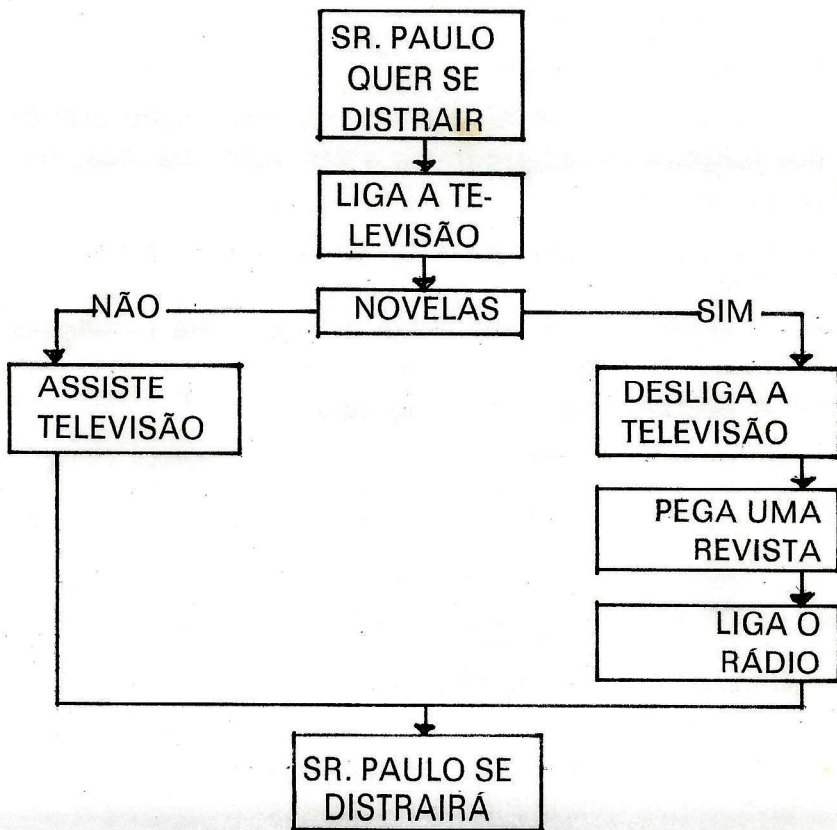 SR. PAULO
QUER SE
DISTRAIR
LIGA A TE-
LEVISÃO
NOVELAS
NÃO
SIM
ASSISTE
TELEVISÃO
DESLIGA A
TELEVISÃO
PEGA UMA
REVISTA
LIGA O
RÁDIO
SR. PAULO SE
DISTRAIRÁ